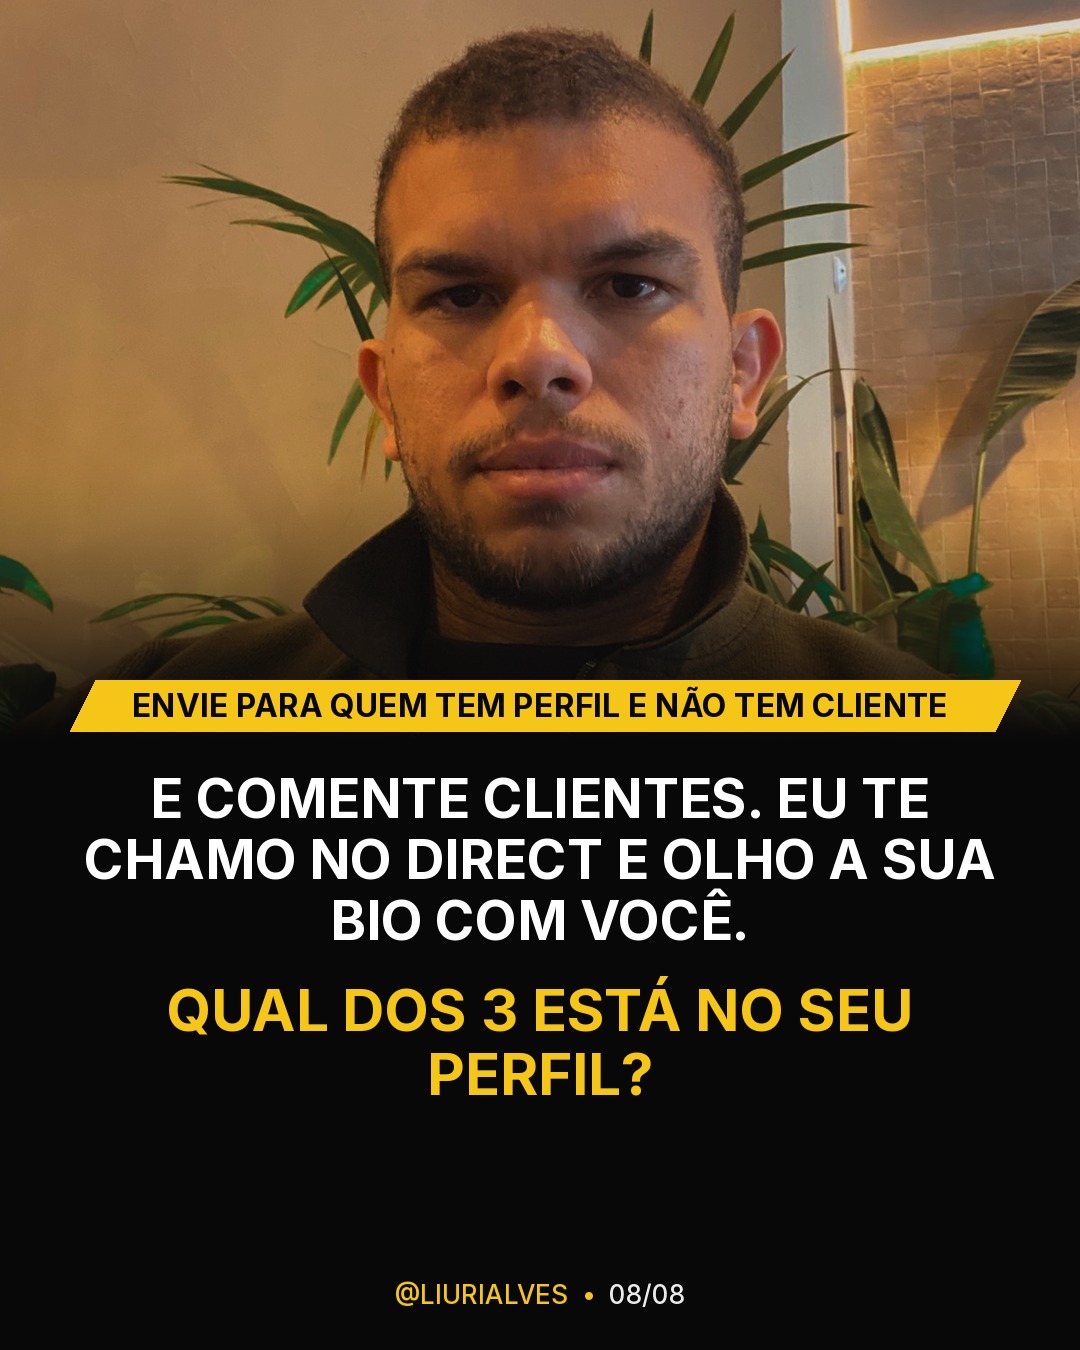 ENVIE PARA QUEM TEM PERFIL E NÃO TEM CLIENTE
E COMENTE CLIENTES. EU TE
CHAMO NO DIRECT E OLHO A SUA
BIO COM VOCÊ.
QUAL DOS 3 ESTÁ NO SEU
PERFIL?
@LIURIALVES • 08/08